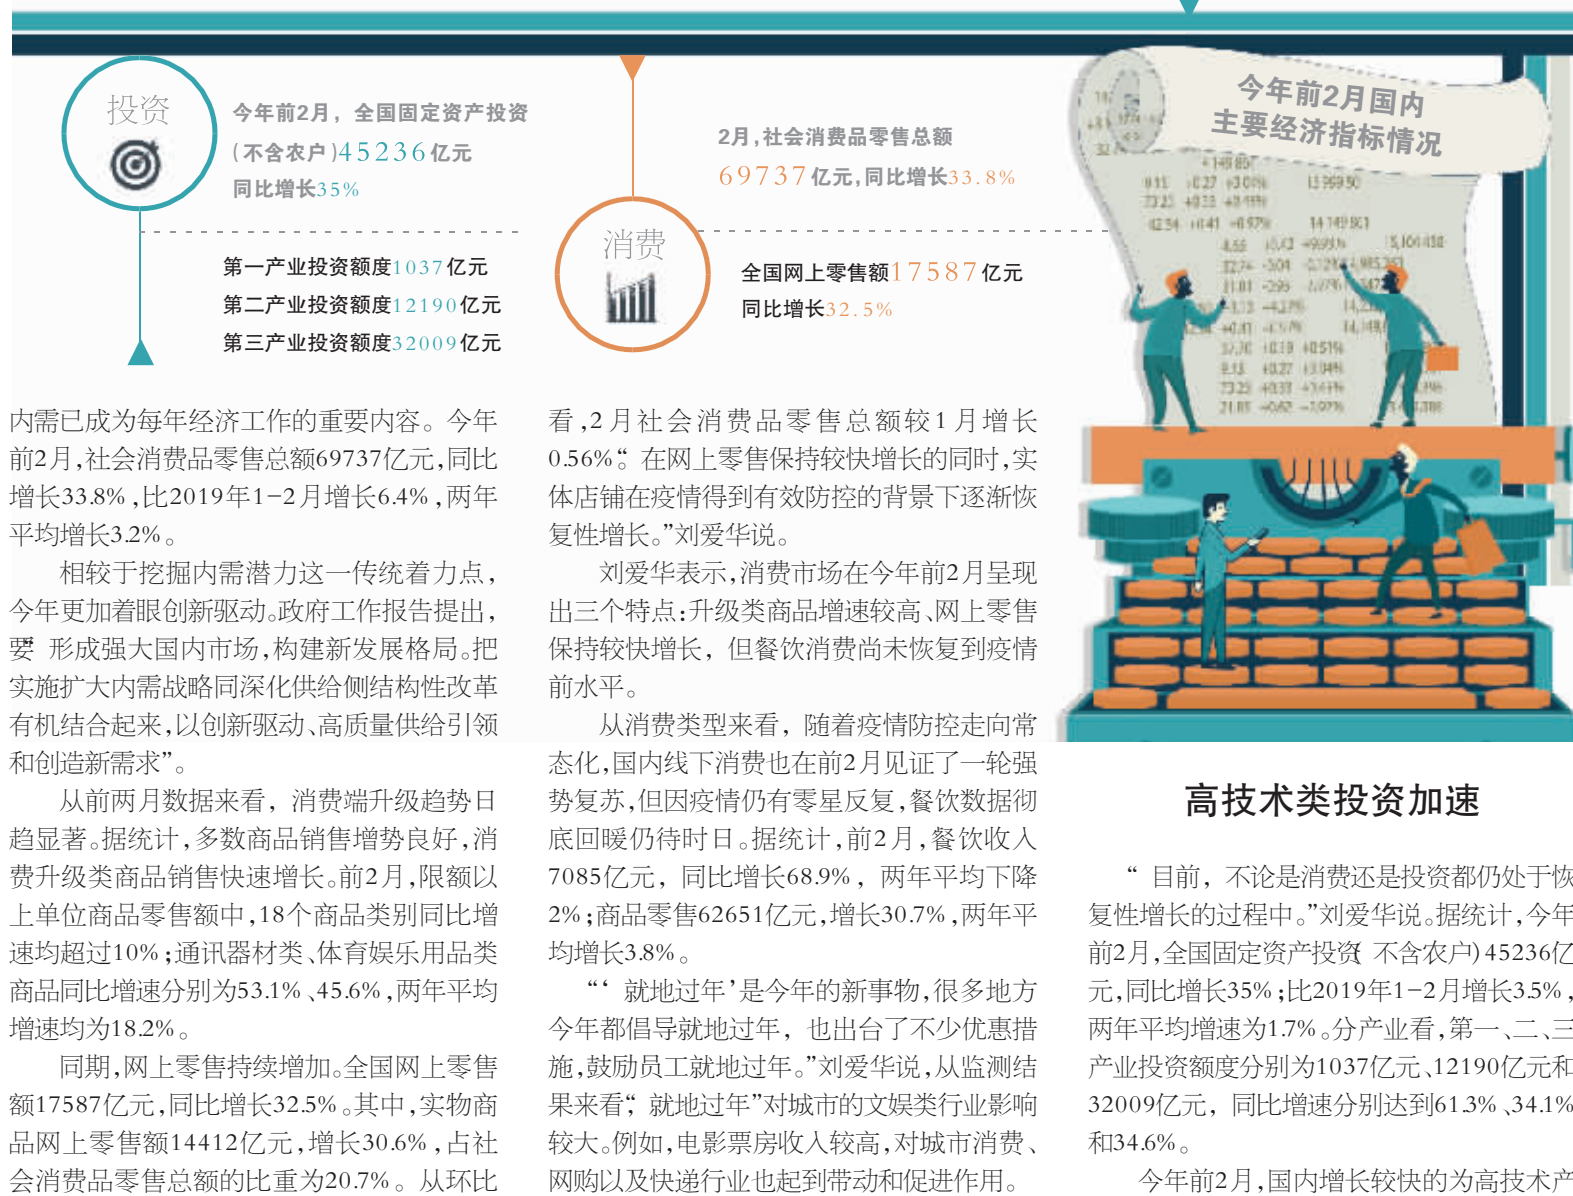 投资
今年前2月，全国固定资产投资
(不含农户)45236亿元
同比增长35%
第一产业投资额度1037亿元
第二产业投资额度12190亿元
第三产业投资额度32009亿元
2月,社会消费品零售总额
69737亿元,同比增长33.8%
消费
全国网上零售额17587亿元
同比增长32.5%
今年前2月国内
主要经济指标情况
内需已成为每年经济工作的重要内容。今年
前2月,社会消费品零售总额69737亿元,同比
增长33.8%,比2019年1-2月增长6.4%,两年
平均增长3.2%。
相较于挖掘内需潜力这一传统着力点，
今年更加着眼创新驱动。政府工作报告提出，
要“形成强大国内市场,构建新发展格局。把
实施扩大内需战略同深化供给侧结构性改革
有机结合起来,以创新驱动、高质量供给引领
和创造新需求”。
从前两月数据来看，消费端升级趋势日
趋显著。据统计,多数商品销售增势良好,消
费升级类商品销售快速增长。前2月,限额以
上单位商品零售额中,18个商品类别同比增
速均超过10%;通讯器材类、体育娱乐用品类
商品同比增速分别为53.1%、45.6%,两年平均
增速均为18.2%。
同期,网上零售持续增加。全国网上零售
额17587亿元,同比增长32.5%。其中,实物商
品网上零售额14412亿元,增长30.6%,占社
会消费品零售总额的比重为20.7%。从环比
看,2月社会消费品零售总额较1月增长
0.56%。“在网上零售保持较快增长的同时,实
体店铺在疫情得到有效防控的背景下逐渐恢
复性增长。”刘爱华说。
刘爱华表示,消费市场在今年前2月呈现
出三个特点:升级类商品增速较高、网上零售
保持较快增长，但餐饮消费尚未恢复到疫情
前水平。
从消费类型来看，随着疫情防控走向常
态化,国内线下消费也在前2月见证了一轮强
势复苏,但因疫情仍有零星反复,餐饮数据彻
底回暖仍待时日。据统计,前2月,餐饮收入
7085亿元，同比增长68.9%，两年平均下降
2%;商品零售62651亿元,增长30.7%,两年平
均增长3.8%。
“‘就地过年’是今年的新事物,很多地方
今年都倡导就地过年，也出台了不少优惠措
施,鼓励员工就地过年。”刘爱华说,从监测结
果来看,“就地过年”对城市的文娱类行业影响
较大。例如,电影票房收入较高,对城市消费、
网购以及快递行业也起到带动和促进作用。
高技术类投资加速
“目前，不论是消费还是投资都仍处于恢
复性增长的过程中。”刘爱华说。据统计,今年
前2月,全国固定资产投资(不含农户)45236亿
元,同比增长35%;比2019年1-2月增长3.5%,
两年平均增速为1.7%。分产业看,第一、二、三
产业投资额度分别为1037亿元、12190亿元和
32009亿元，同比增速分别达到61.3%、34.1%
和34.6%。
今年前2月,国内增长较快的为高技术产